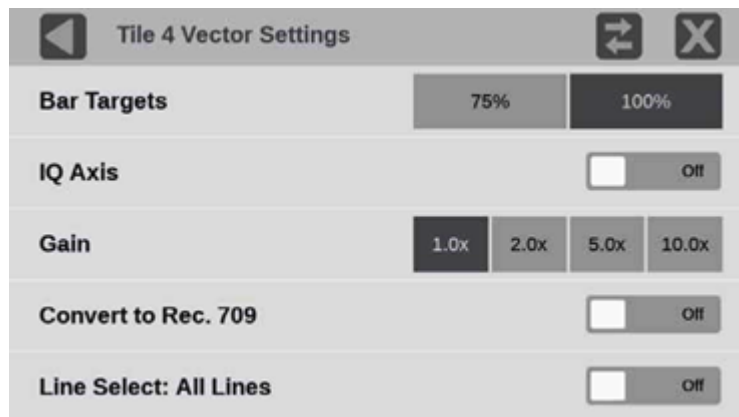 Tile 4 Vector Settings
Bar Targets 75% 100%
IQ Axis Off
Gain 1.0x 2.0x 5.0x 10.0x
Convert to Rec. 709 Off
Line Select: All Lines Off